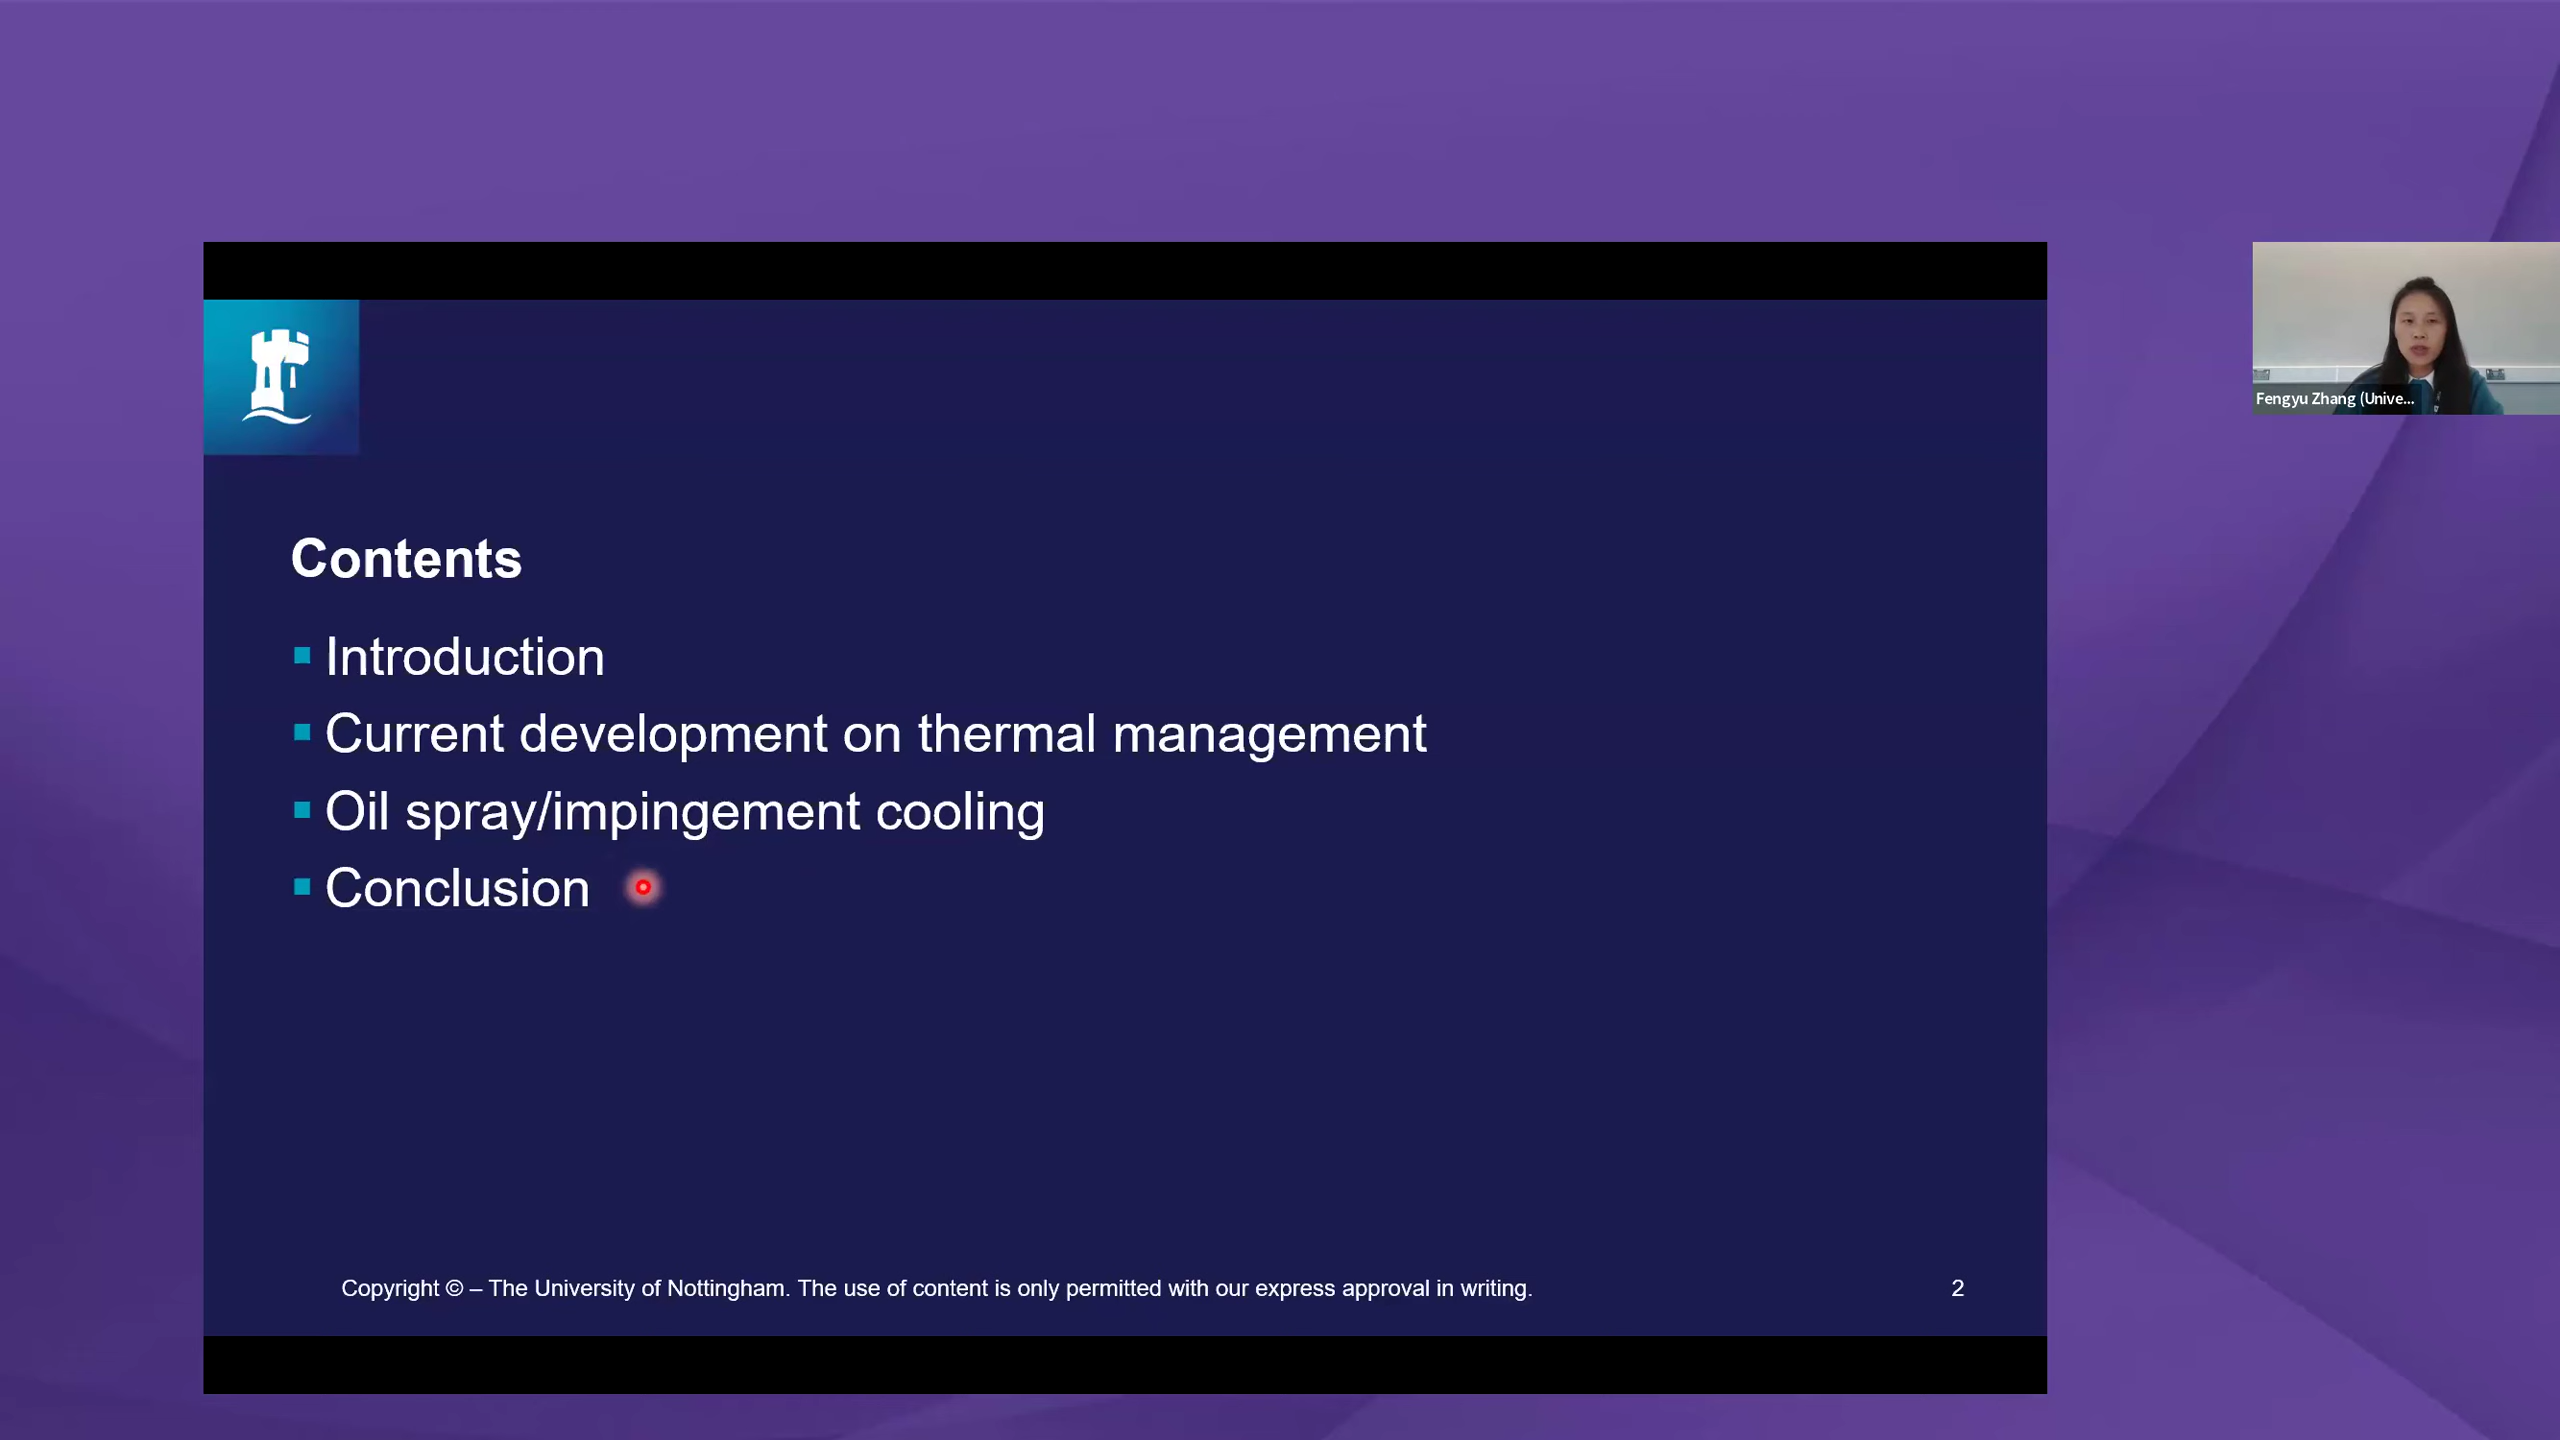 Contents
Introduction
Current development on thermal management
Oil spray/impingement cooling
Conclusion
Copyright © – The University of Nottingham. The use of content is only permitted with our express approval in writing.
2
Fengyu Zhang (Unive...